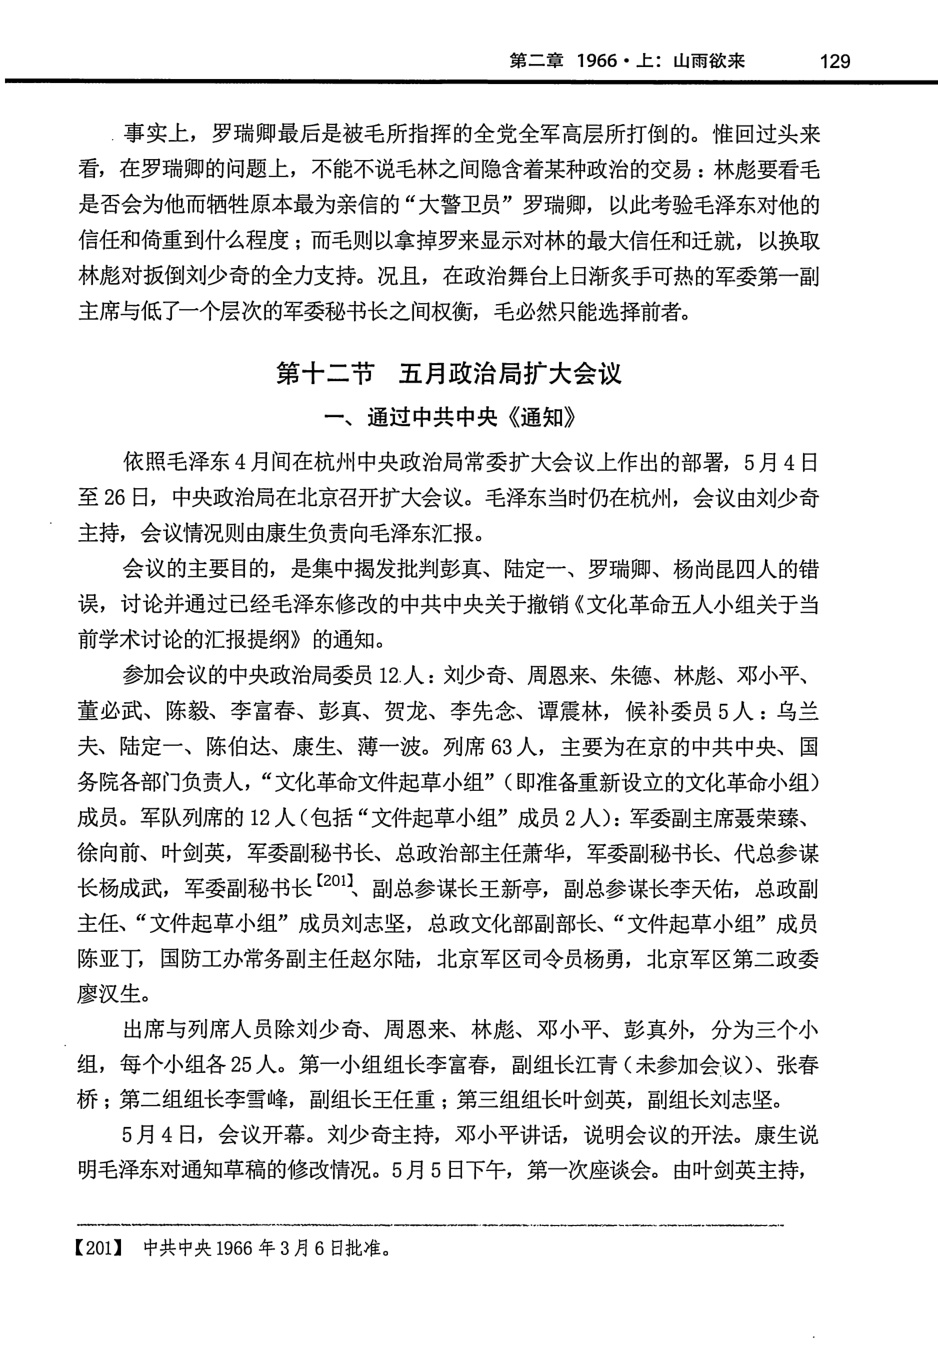 第二章 1966·上：山雨欲来 129
事实上，罗瑞卿最后是被毛所指挥的全党全军高层所打倒的。惟回过头来
看，在罗瑞卿的问题上，不能不说毛林之间隐含着某种政治的交易：林彪要看毛
是否会为他而牺牲原本最为亲信的“大警卫员”罗瑞卿，以此考验毛泽东对他的
信任和倚重到什么程度；而毛则以拿掉罗来显示对林的最大信任和迁就，以换取
林彪对扳倒刘少奇的全力支持。况且，在政治舞台上日渐炙手可热的军委第一副
主席与低了一个层次的军委秘书长之间权衡，毛必然只能选择前者。
第十二节 五月政治局扩大会议
一、通过中共中央《通知》
依照毛泽东4月间在杭州中央政治局常委扩大会议上作出的部署，5月4日
至26日，中央政治局在北京召开扩大会议。毛泽东当时仍在杭州，会议由刘少奇
主持，会议情况则由康生负责向毛泽东汇报。
会议的主要目的，是集中揭发批判彭真、陆定一、罗瑞卿、杨尚昆四人的错
误，讨论并通过已经毛泽东修改的中共中央关于撤销《文化革命五人小组关于当
前学术讨论的汇报提纲》的通知。
参加会议的中央政治局委员12人：刘少奇、周恩来、朱德、林彪、邓小平、
董必武、陈毅、李富春、彭真、贺龙、李先念、谭震林，候补委员5人：乌兰
夫、陆定一、陈伯达、康生、薄一波。列席63人，主要为在京的中共中央、国
务院各部门负责人，“文化革命文件起草小组”（即准备重新设立的文化革命小组）
成员。军队列席的12人（包括“文件起草小组”成员2人）：军委副主席聂荣臻、
徐向前、叶剑英，军委副秘书长、总政治部主任萧华，军委副秘书长、代总参谋
长杨成武，军委副秘书长【201】、副总参谋长王新亭，副总参谋长李天佑，总政副
主任、“文件起草小组”成员刘志坚，总政文化部副部长、“文件起草小组”成员
陈亚丁，国防工办常务副主任赵尔陆，北京军区司令员杨勇，北京军区第二政委
廖汉生。
出席与列席人员除刘少奇、周恩来、林彪、邓小平、彭真外，分为三个小
组，每个小组各25人。第一小组组长李富春，副组长江青（未参加会议）、张春
桥；第二组组长李雪峰，副组长王任重；第三组组长叶剑英，副组长刘志坚。
5月4日，会议开幕。刘少奇主持，邓小平讲话，说明会议的开法。康生说
明毛泽东对通知草稿的修改情况。5月5日下午，第一次座谈会。由叶剑英主持，
【201】 中共中央1966年3月6日批准。